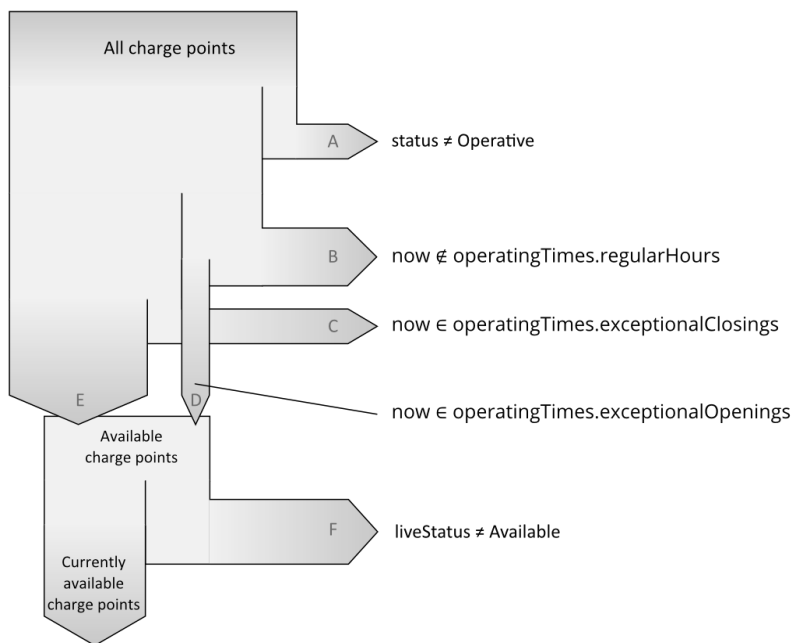 All charge points
A
status ≠ Operative
B
now ∉ operatingTimes.regularHours
C
now ∈ operatingTimes.exceptionalClosings
E
D
now ∈ operatingTimes.exceptionalOpenings
Available
charge points
F
liveStatus ≠ Available
Currently
available
charge points